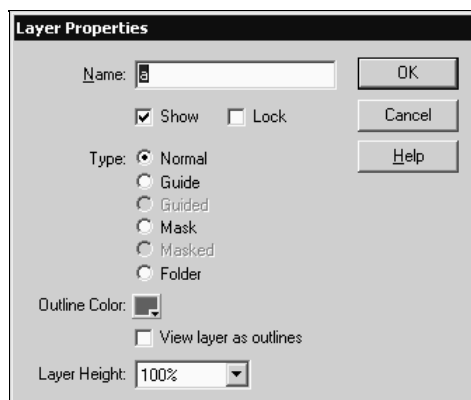 Layer Properties
Name: a
OK
Show Lock
Cancel
Type: Normal
Help
Guide
Guided
Mask
Masked
Folder
Outline Color:
View layer as outlines
Layer Height: 100%